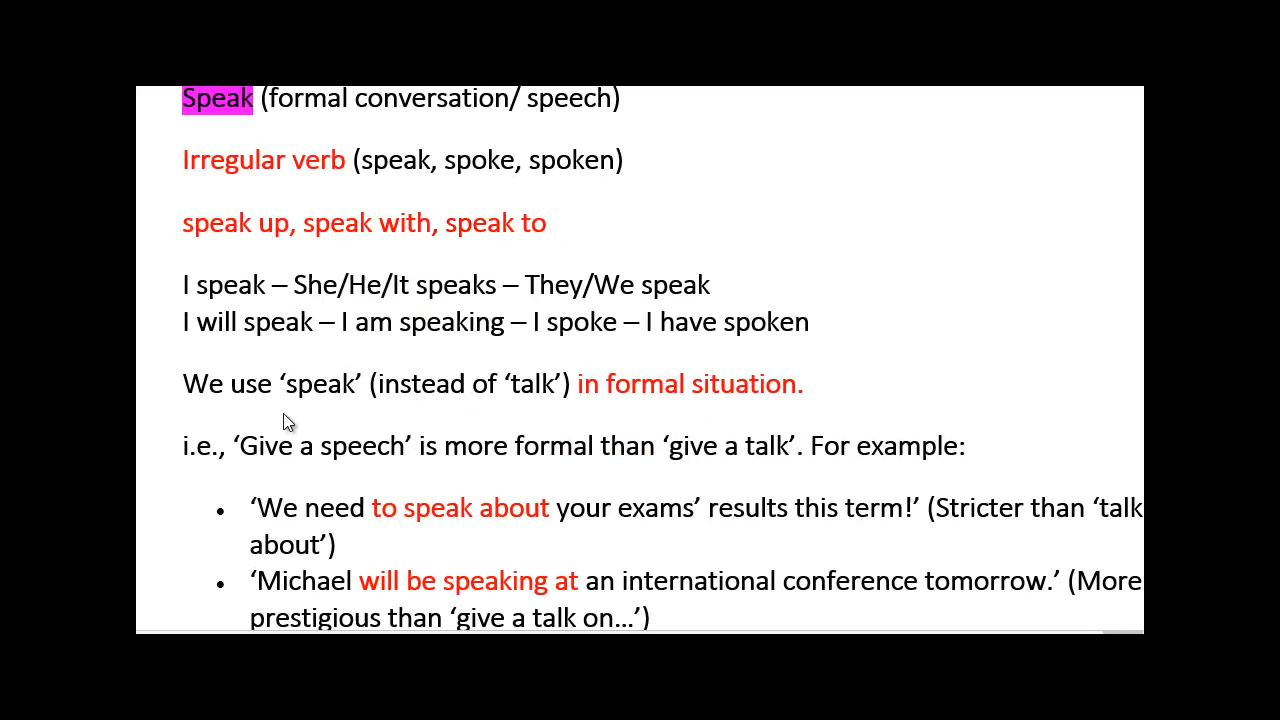 Speak (formal conversation/ speech)
Irregular verb (speak, spoke, spoken)
speak up, speak with, speak to
I speak – She/He/It speaks – They/We speak
I will speak – I am speaking – I spoke – I have spoken
We use ‘speak’ (instead of ‘talk’) in formal situation.
i.e., ‘Give a speech’ is more formal than ‘give a talk’. For example:
• ‘We need to speak about your exams’ results this term!’ (Stricter than ‘talk
about’)
• ‘Michael will be speaking at an international conference tomorrow.’ (More
prestigious than ‘give a talk on…’)